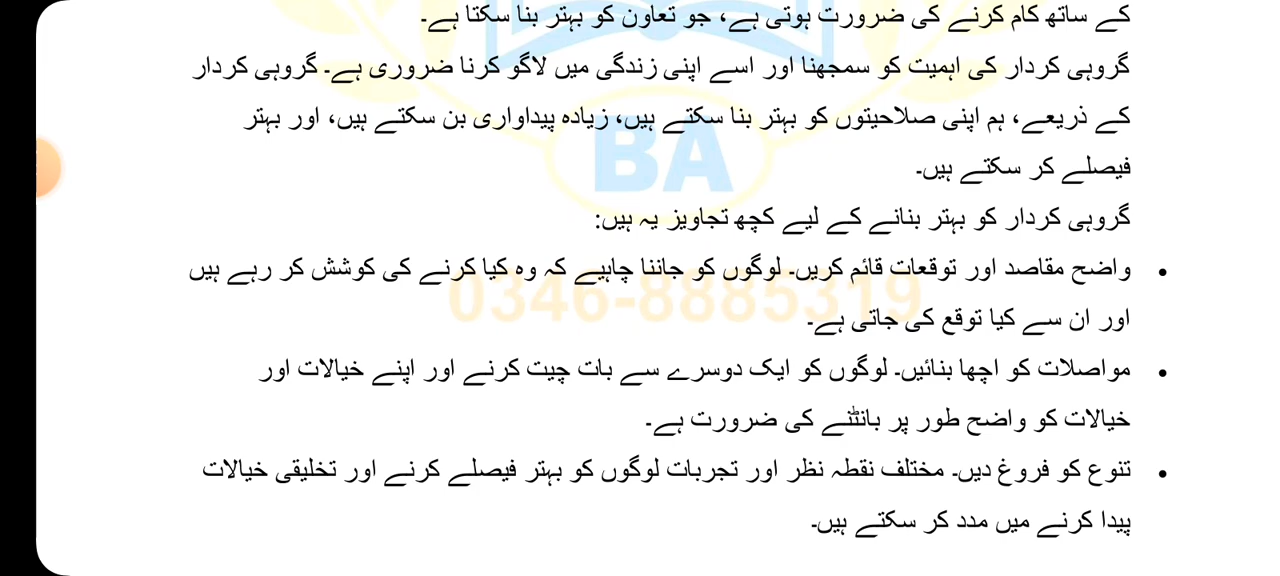 کے ساتھ کام کرنے کی ضرورت ہوتی ہے، جو تعاون کو بہتر بنا سکتا ہے۔
گروہی کردار کی اہمیت کو سمجھنا اور اسے اپنی زندگی میں لاگو کرنا ضروری ہے۔ گروہی کردار
کے ذریعے، ہم اپنی صلاحیتوں کو بہتر بنا سکتے ہیں، زیادہ پیداواری بن سکتے ہیں، اور بہتر
فیصلے کر سکتے ہیں۔
BA
گروہی کردار کو بہتر بنانے کے لیے کچھ تجاویز یہ ہیں:
• واضح مقاصد اور توقعات قائم کریں۔ لوگوں کو جاننا چاہیے کہ وہ کیا کرنے کی کوشش کر رہے ہیں
0346-8885319
اور ان سے کیا توقع کی جاتی ہے۔
• مواصلات کو اچھا بنائیں۔ لوگوں کو ایک دوسرے سے بات چیت کرنے اور اپنے خیالات اور
خیالات کو واضح طور پر بانٹنے کی ضرورت ہے۔
• تنوع کو فروغ دیں۔ مختلف نقطہ نظر اور تجربات لوگوں کو بہتر فیصلے کرنے اور تخلیقی خیالات
پیدا کرنے میں مدد کر سکتے ہیں۔